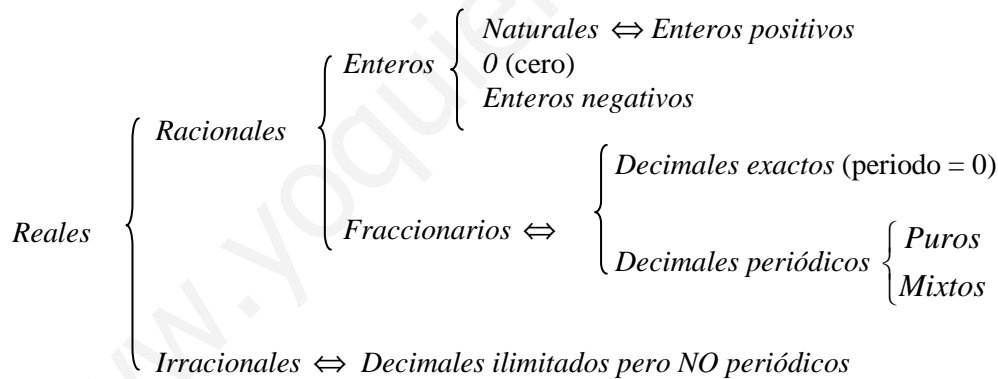 Naturales ⇔ Enteros positivos
Enteros
0 (cero)
Enteros negativos
Racionales
Decimales exactos (periodo = 0)
Reales
Fraccionarios ⇔
Puros
Decimales periódicos
Mixtos
Irracionales ⇔ Decimales ilimitados pero NO periódicos